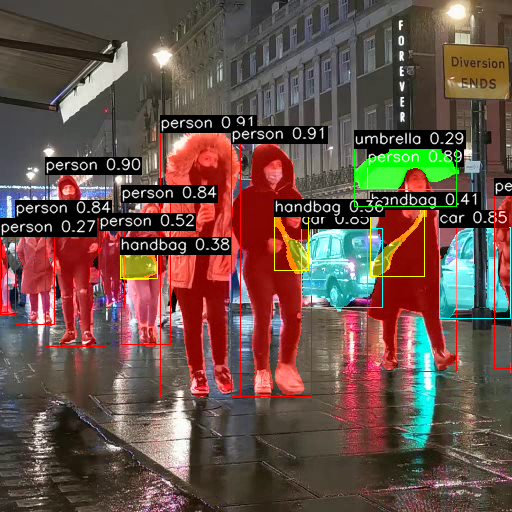 FOREVER
Diversion
ENDS
person 0.91
person 0.91
umbrella 0.29
person 0.89
person 0.90
person 0.84
handbag 0.41
person 0.84
handbag 0.36
person 0.52
car 0.85
car 0.85
person 0.27
handbag 0.38
pe